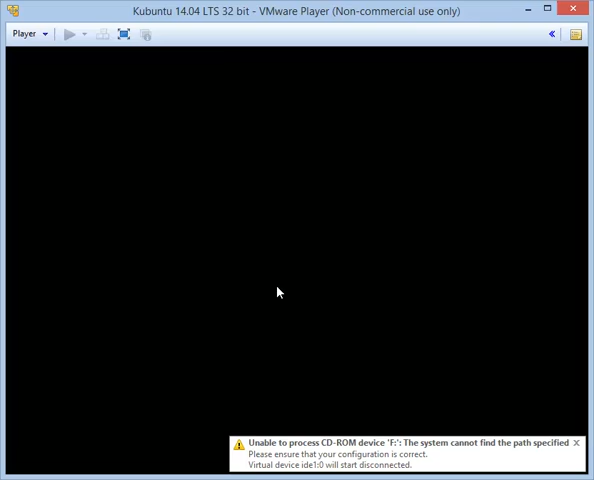 Kubuntu 14.04 LTS 32 bit - VMware Player (Non-commercial use only)
Player
Unable to process CD-ROM device 'F:': The system cannot find the path specified
Please ensure that your configuration is correct.
Virtual device ide1:0 will start disconnected.